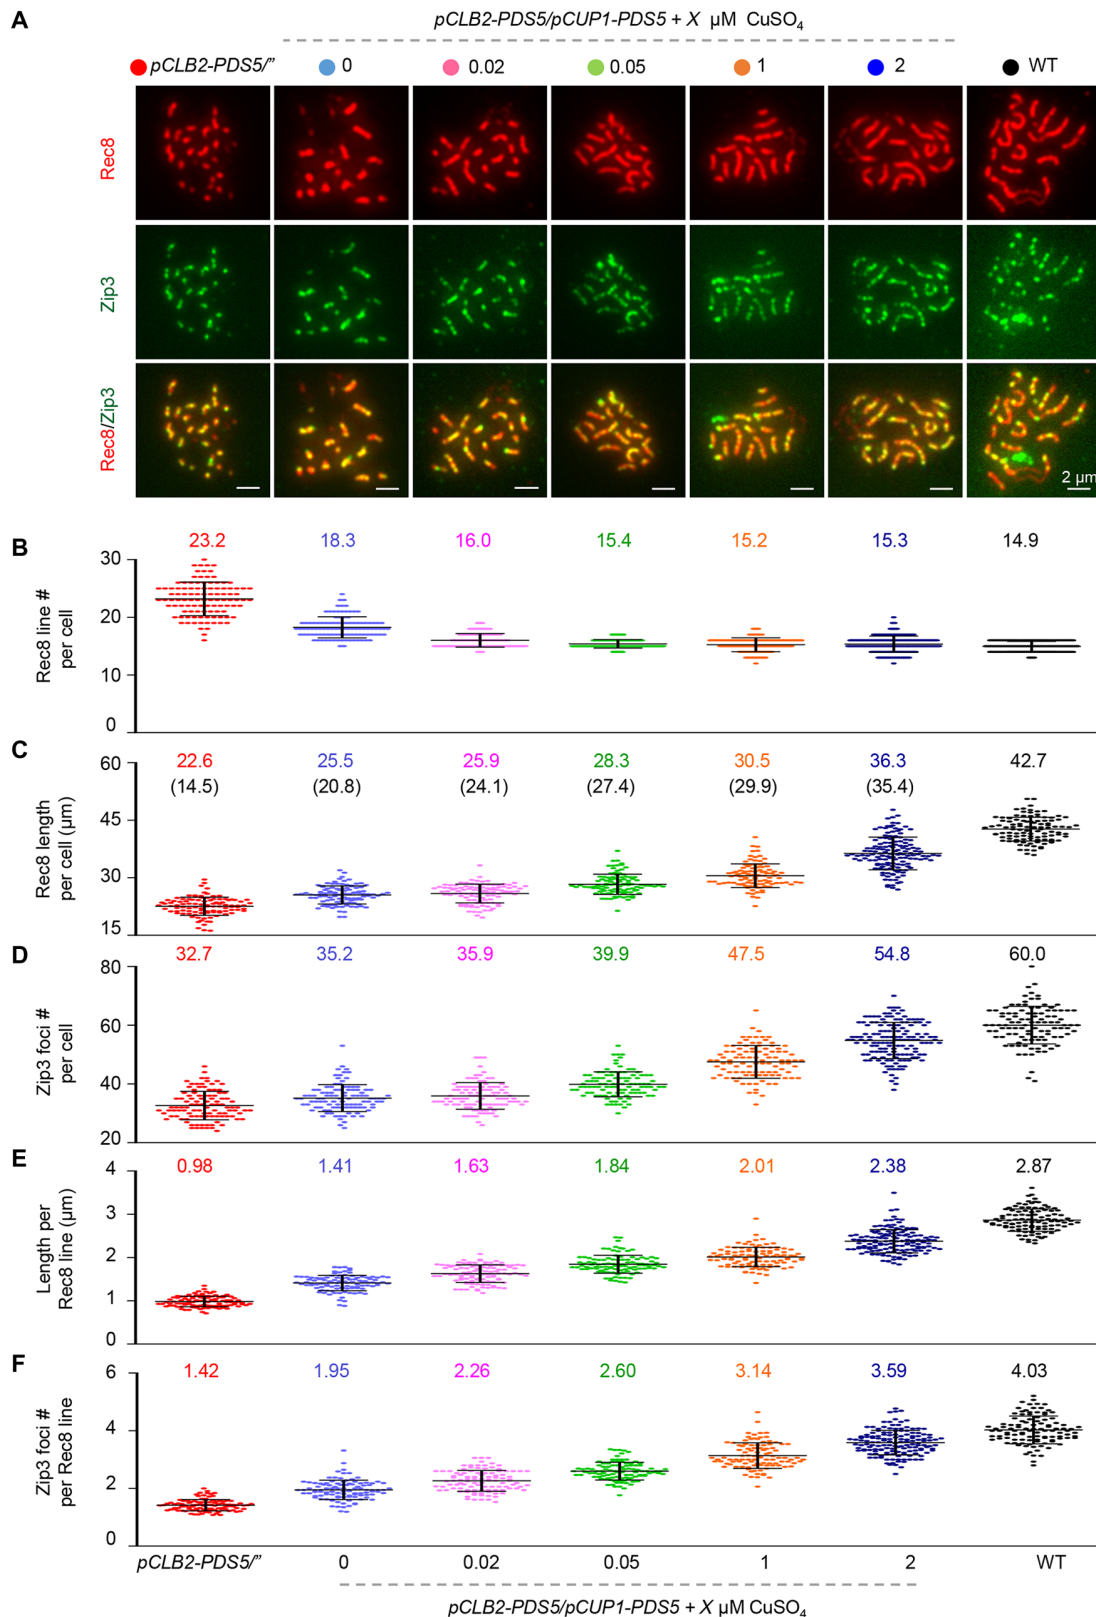 A
pCLB2-PDS5/pCUP1-PDS5 + X µM CuSO₄
pCLB2-PDS5/” 0 0.02 0.05 1 2 WT
Rec8
Zip3
Rec8/Zip3
2 µm
B
23.2 18.3 16.0 15.4 15.2 15.3 14.9
Rec8 line #
per cell
30
20
10
0
C
22.6 25.5 25.9 28.3 30.5 36.3 42.7
(14.5) (20.8) (24.1) (27.4) (29.9) (35.4)
Rec8 length
per cell (µm)
60
45
30
15
D
32.7 35.2 35.9 39.9 47.5 54.8 60.0
Zip3 foci #
per cell
80
60
40
20
E
0.98 1.41 1.63 1.84 2.01 2.38 2.87
Length per
Rec8 line (µm)
4
3
2
1
0
F
1.42 1.95 2.26 2.60 3.14 3.59 4.03
Zip3 foci #
per Rec8 line
6
4
2
0
pCLB2-PDS5/” 0 0.02 0.05 1 2 WT
pCLB2-PDS5/pCUP1-PDS5 + X µM CuSO₄